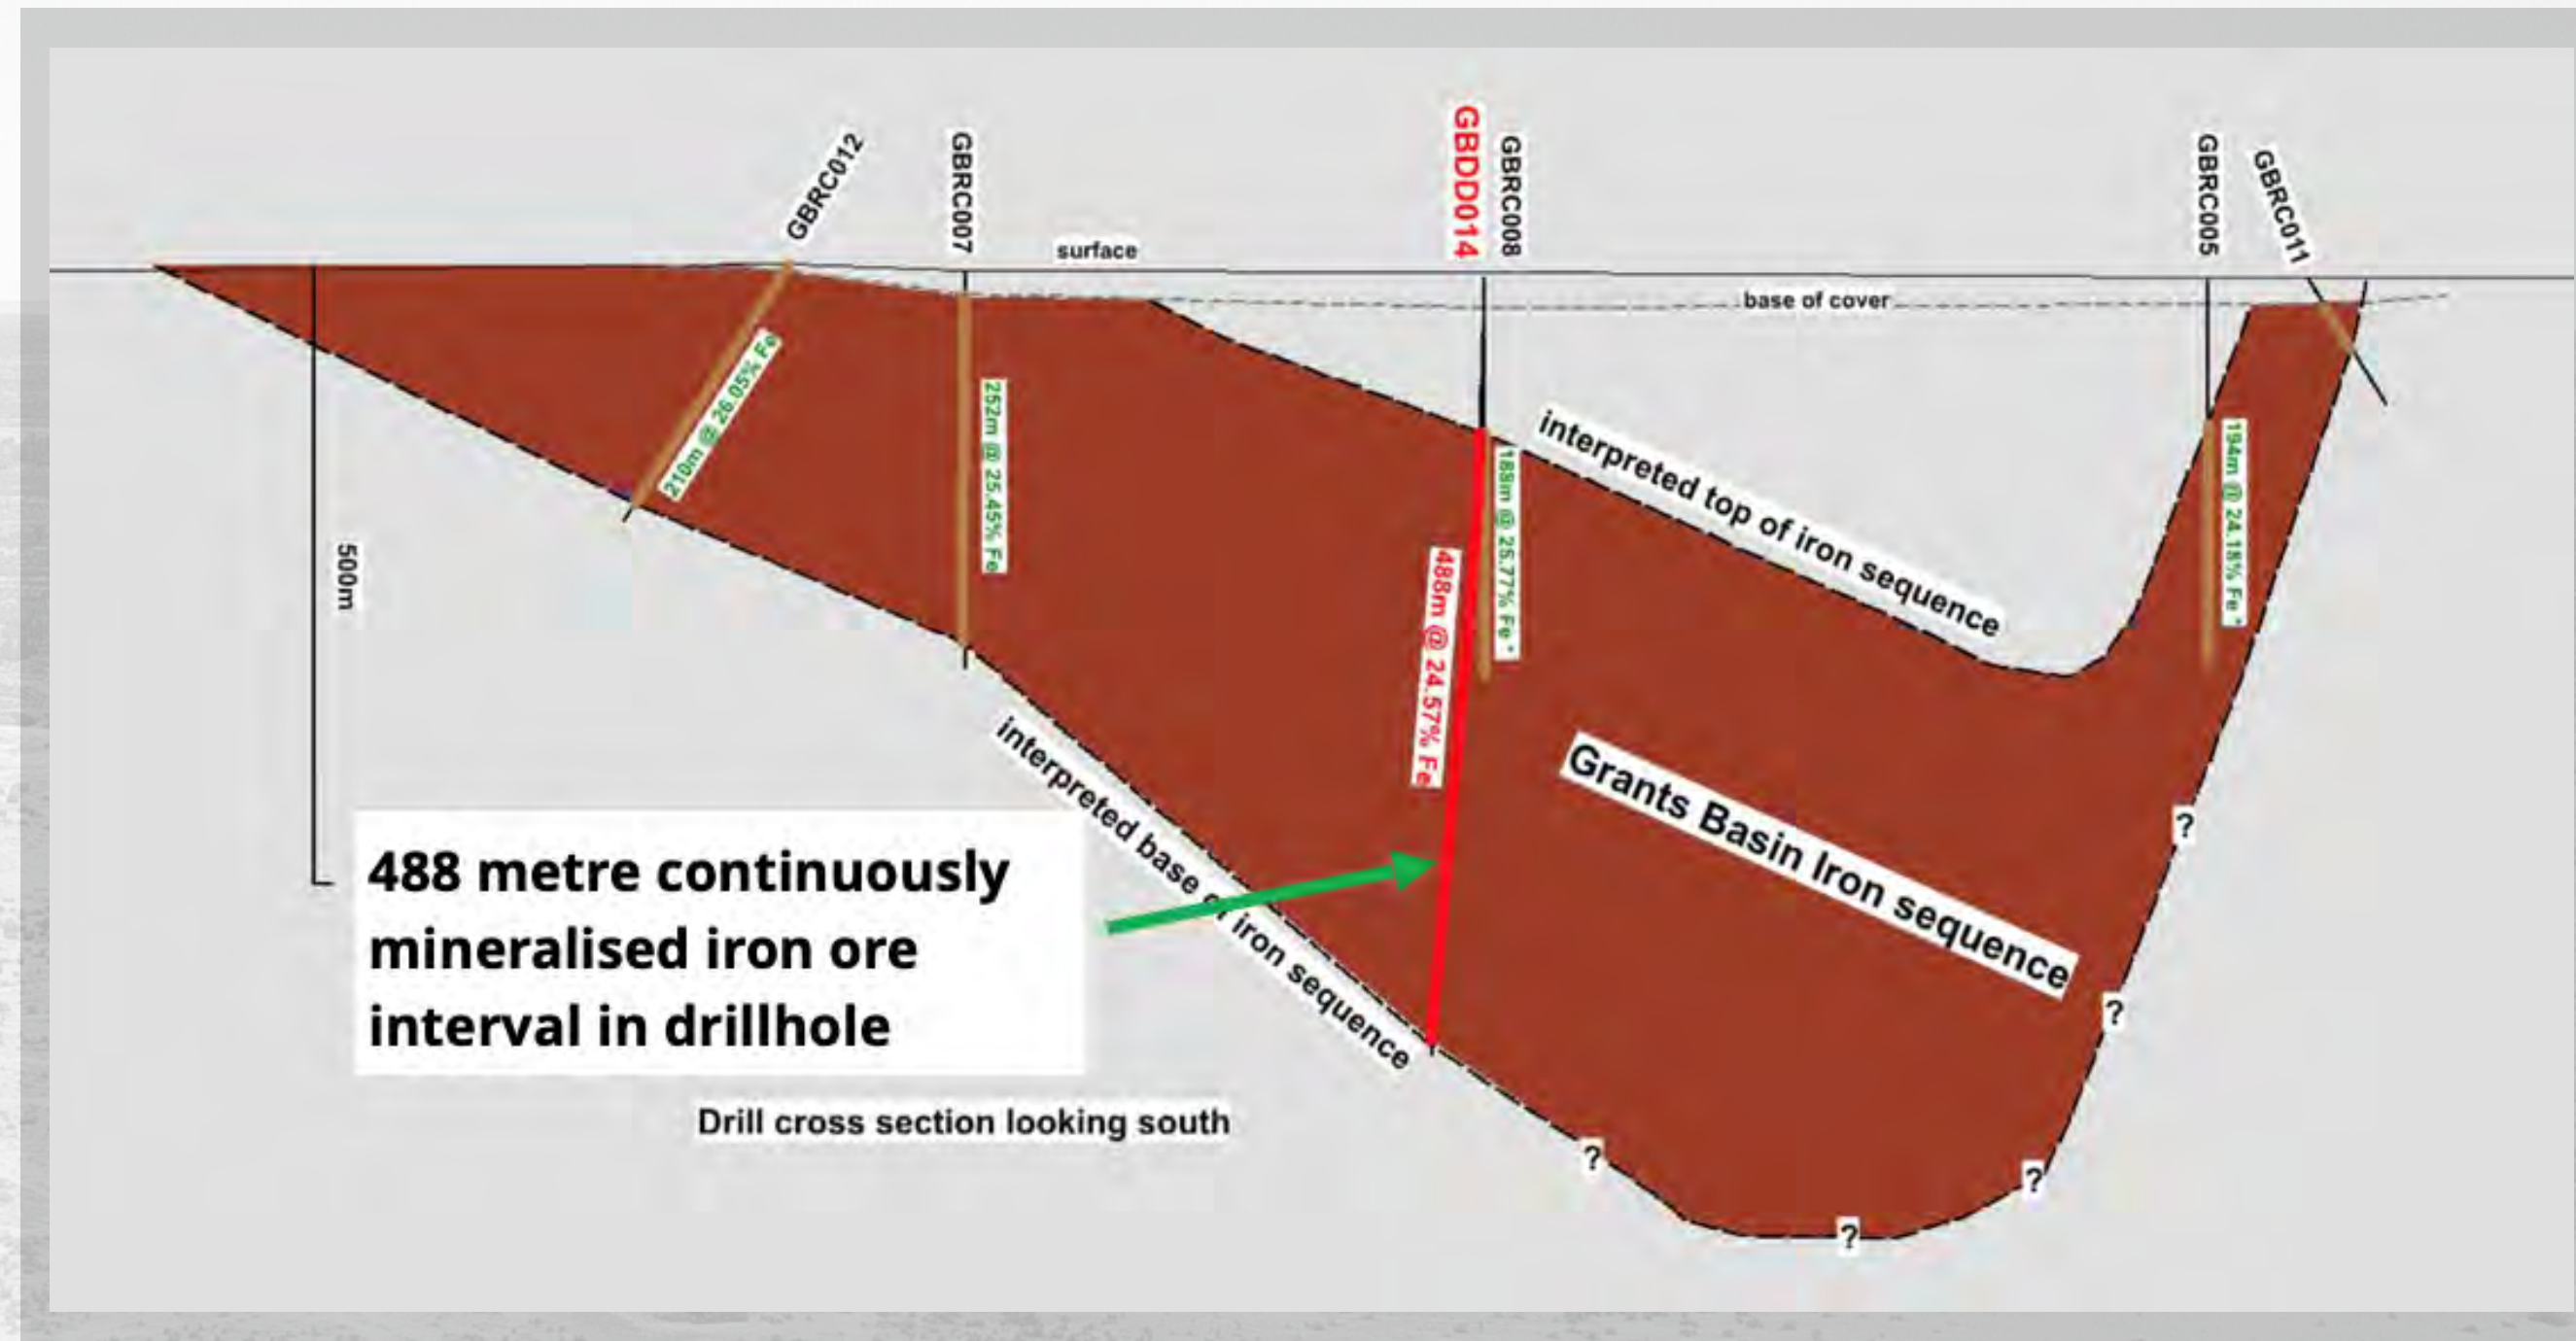 GBRC012
GBRC007
GBDD014
GBRC008
GBRC005
GBRC011
surface
base of cover
210m @ 26.05% Fe
252m @ 25.45% Fe
488m @ 24.57% Fe
@ 25.77% Fe *
194m @ 24.18% Fe *
interpreted top of iron sequence
500m
Grants Basin Iron sequence
interpreted base of iron sequence
488 metre continuously
mineralised iron ore
interval in drillhole
Drill cross section looking south
?
?
?
?
?